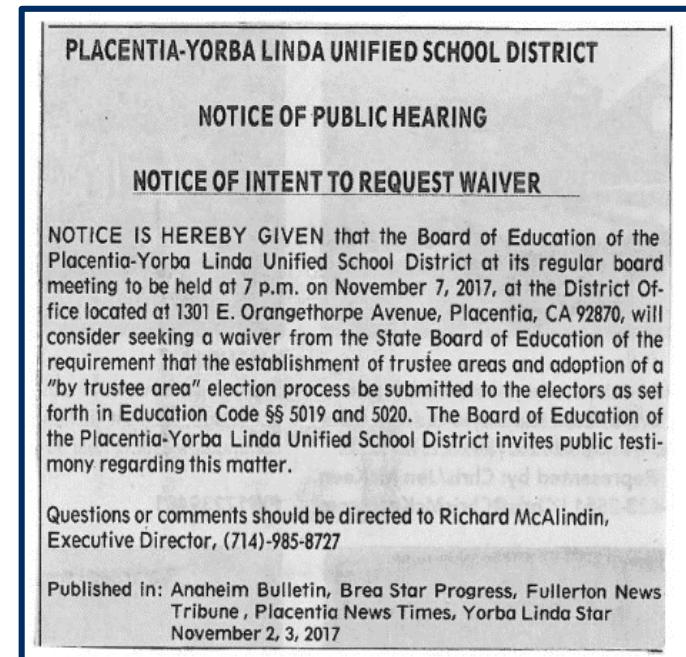 PLACENTIA-YORBA LINDA UNIFIED SCHOOL DISTRICT
NOTICE OF PUBLIC HEARING
NOTICE OF INTENT TO REQUEST WAIVER
NOTICE IS HEREBY GIVEN that the Board of Education of the
Placentia-Yorba Linda Unified School District at its regular board
meeting to be held at 7 p.m. on November 7, 2017, at the District Of-
fice located at 1301 E. Orangethorpe Avenue, Placentia, CA 92870, will
consider seeking a waiver from the State Board of Education of the
requirement that the establishment of trustee areas and adoption of a
"by trustee area" election process be submitted to the electors as set
forth in Education Code §§ 5019 and 5020. The Board of Education of
the Placentia-Yorba Linda Unified School District invites public testi-
mony regarding this matter.
Questions or comments should be directed to Richard McAlindin,
Executive Director, (714)-985-8727
Published in: Anaheim Bulletin, Brea Star Progress, Fullerton News
Tribune , Placentia News Times, Yorba Linda Star
November 2, 3, 2017